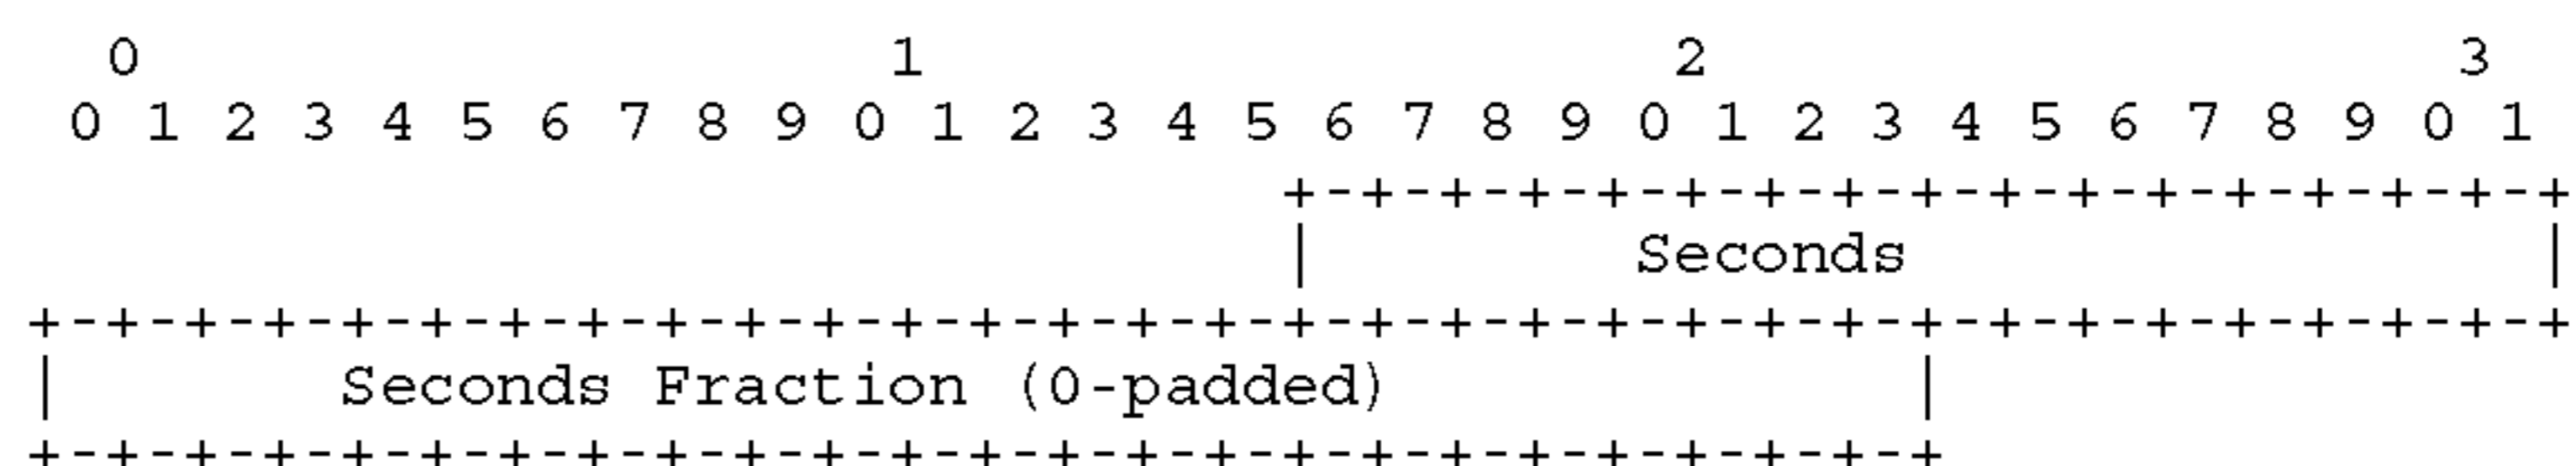 0                   1                   2                   3
0 1 2 3 4 5 6 7 8 9 0 1 2 3 4 5 6 7 8 9 0 1 2 3 4 5 6 7 8 9 0 1
+-+-+-+-+-+-+-+-+-+-+-+-+-+-+-+-+
|        Seconds                |
+-+-+-+-+-+-+-+-+-+-+-+-+-+-+-+-+-+-+-+-+-+-+-+-+-+-+-+-+-+-+-+-+
|       Seconds Fraction (0-padded)             |
+-+-+-+-+-+-+-+-+-+-+-+-+-+-+-+-+-+-+-+-+-+-+-+-+